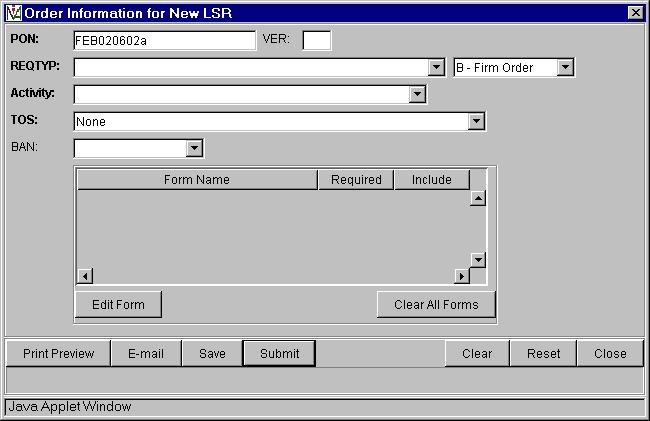 Order Information for New LSR
PON: FEB020602a VER:
REQTYP: B - Firm Order
Activity:
TOS: None
BAN:
Form Name Required Include
Edit Form Clear All Forms
Print Preview E-mail Save Submit Clear Reset Close
Java Applet Window